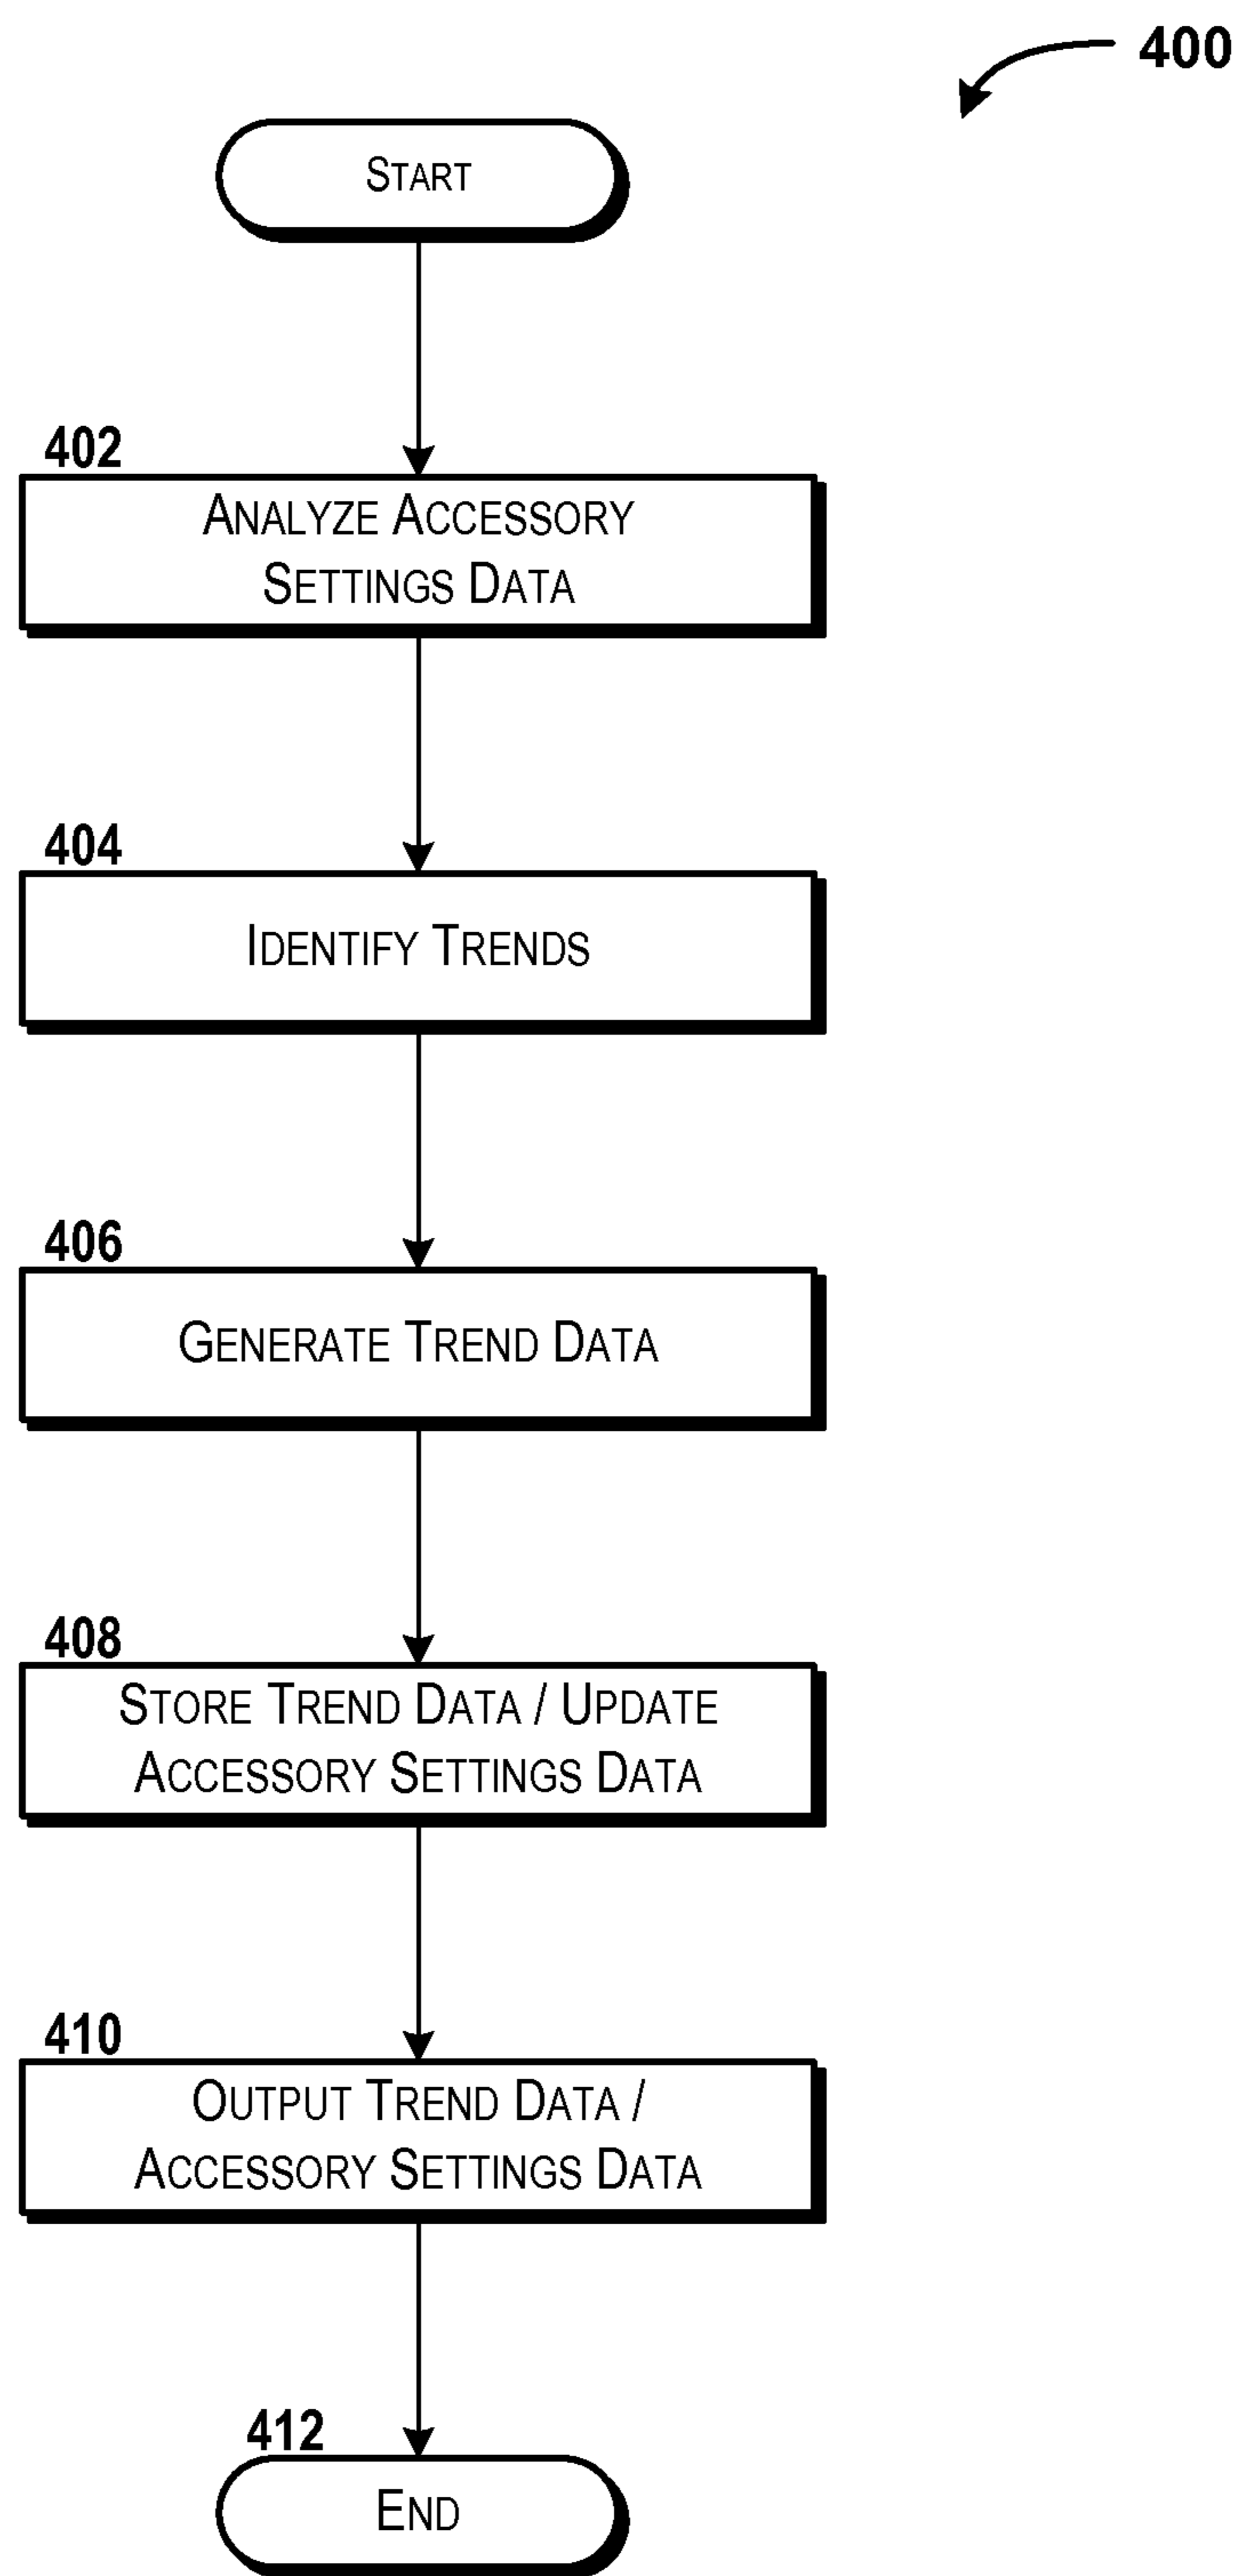 400
START
402
ANALYZE ACCESSORY
SETTINGS DATA
404
IDENTIFY TRENDS
406
GENERATE TREND DATA
408
STORE TREND DATA / UPDATE
ACCESSORY SETTINGS DATA
410
OUTPUT TREND DATA /
ACCESSORY SETTINGS DATA
412
END